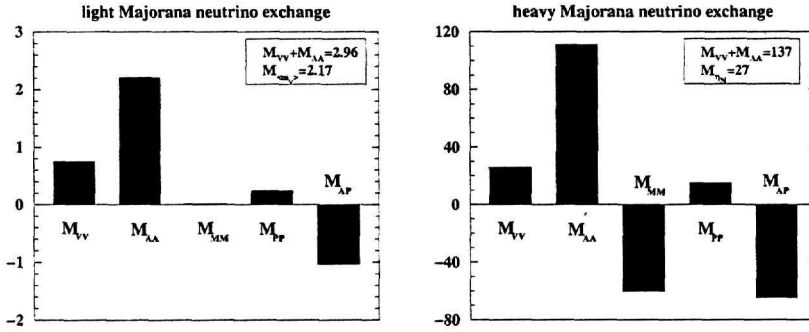 light Majorana neutrino exchange
3
2
1
0
−1
−2
M_VV+M_AA=2.96
M_<m_ν>=2.17
M_VV
M_AA
M_MM
M_PP
M_AP
heavy Majorana neutrino exchange
120
80
40
0
−40
−80
M_VV+M_AA=137
M_η_N=27
M_VV
M_AA
M_MM
M_PP
M_AP